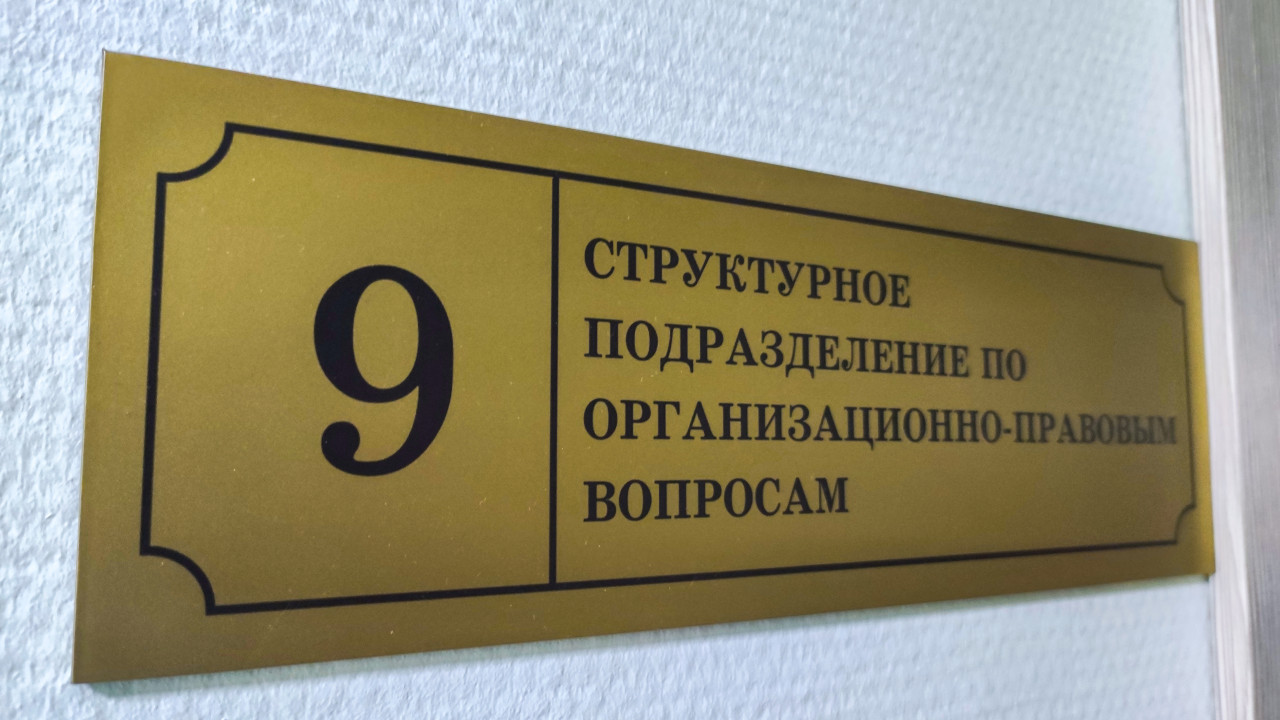 9
СТРУКТУРНОЕ
ПОДРАЗДЕЛЕНИЕ ПО
ОРГАНИЗАЦИОННО-ПРАВОВЫМ
ВОПРОСАМ